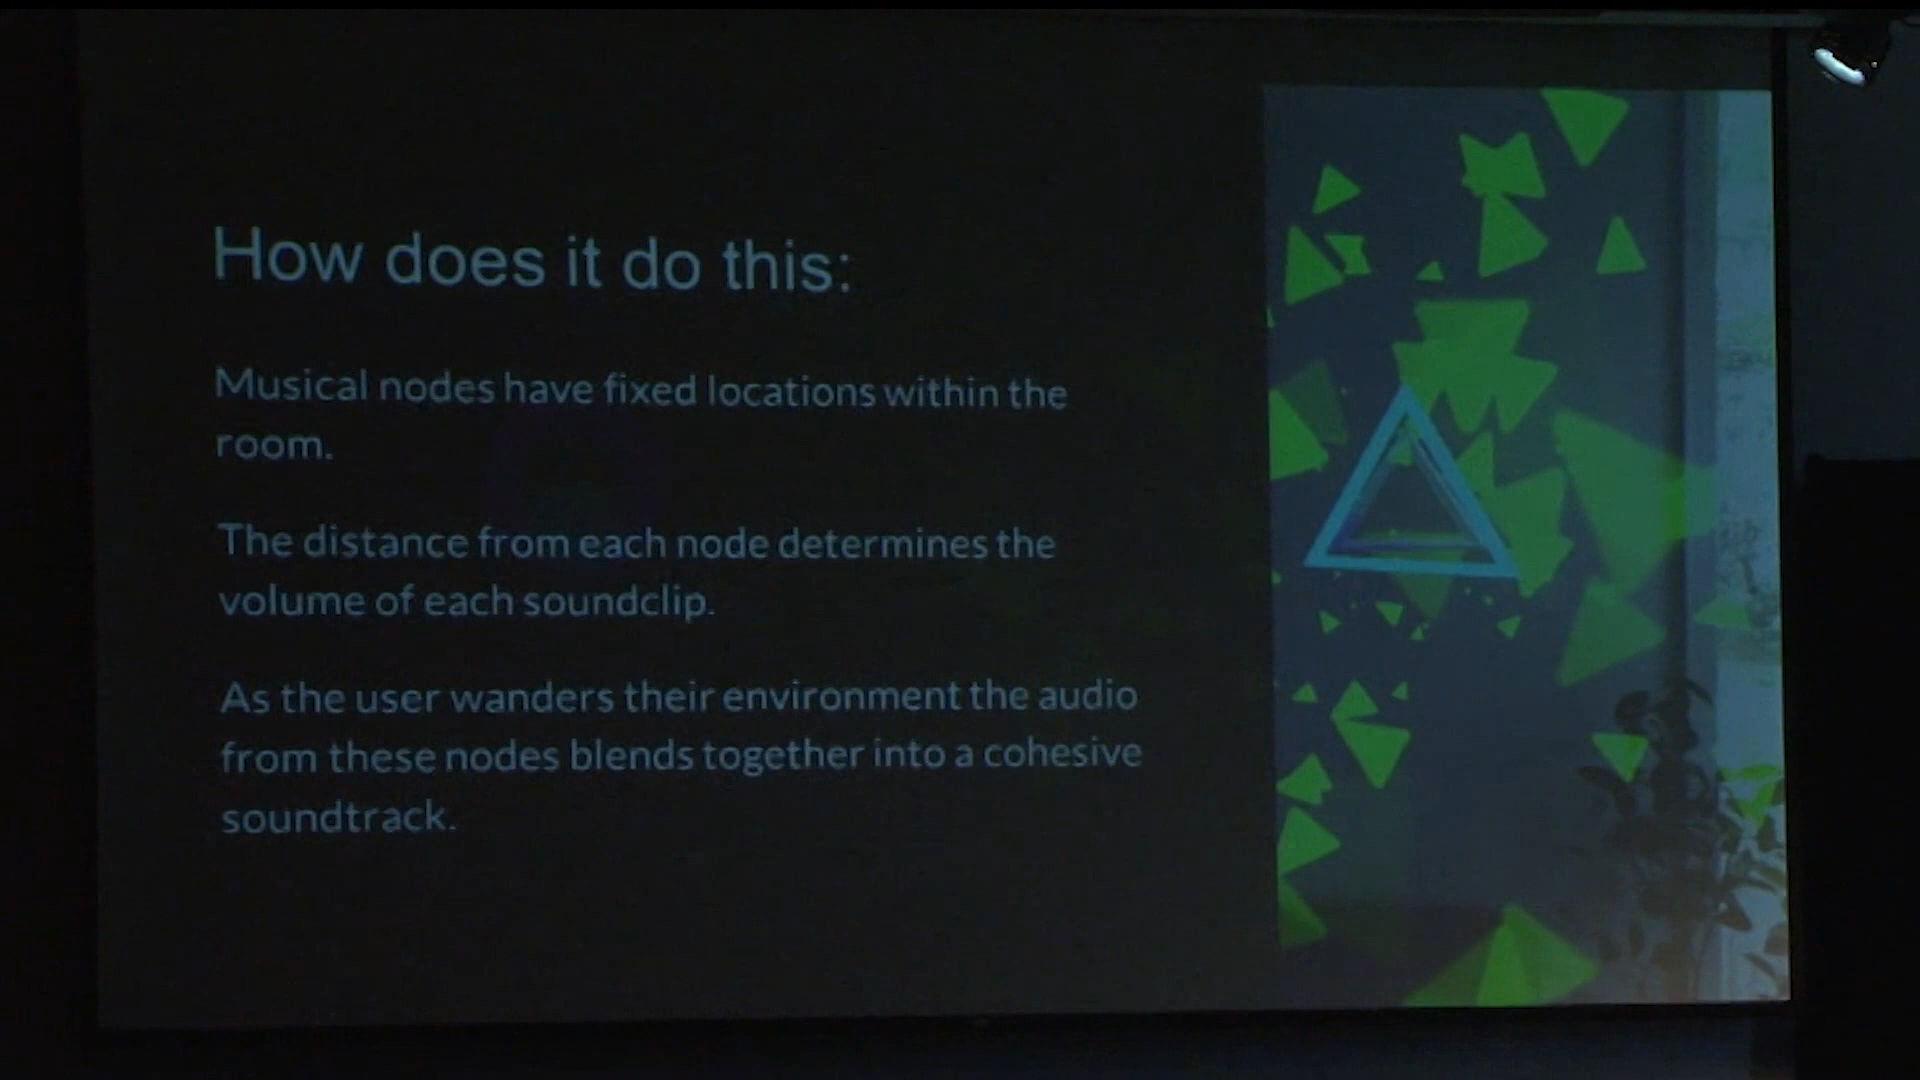 How does it do this:
Musical nodes have fixed locations within the
room.
The distance from each node determines the
volume of each soundclip.
As the user wanders their environment the audio
from these nodes blends together into a cohesive
soundtrack.